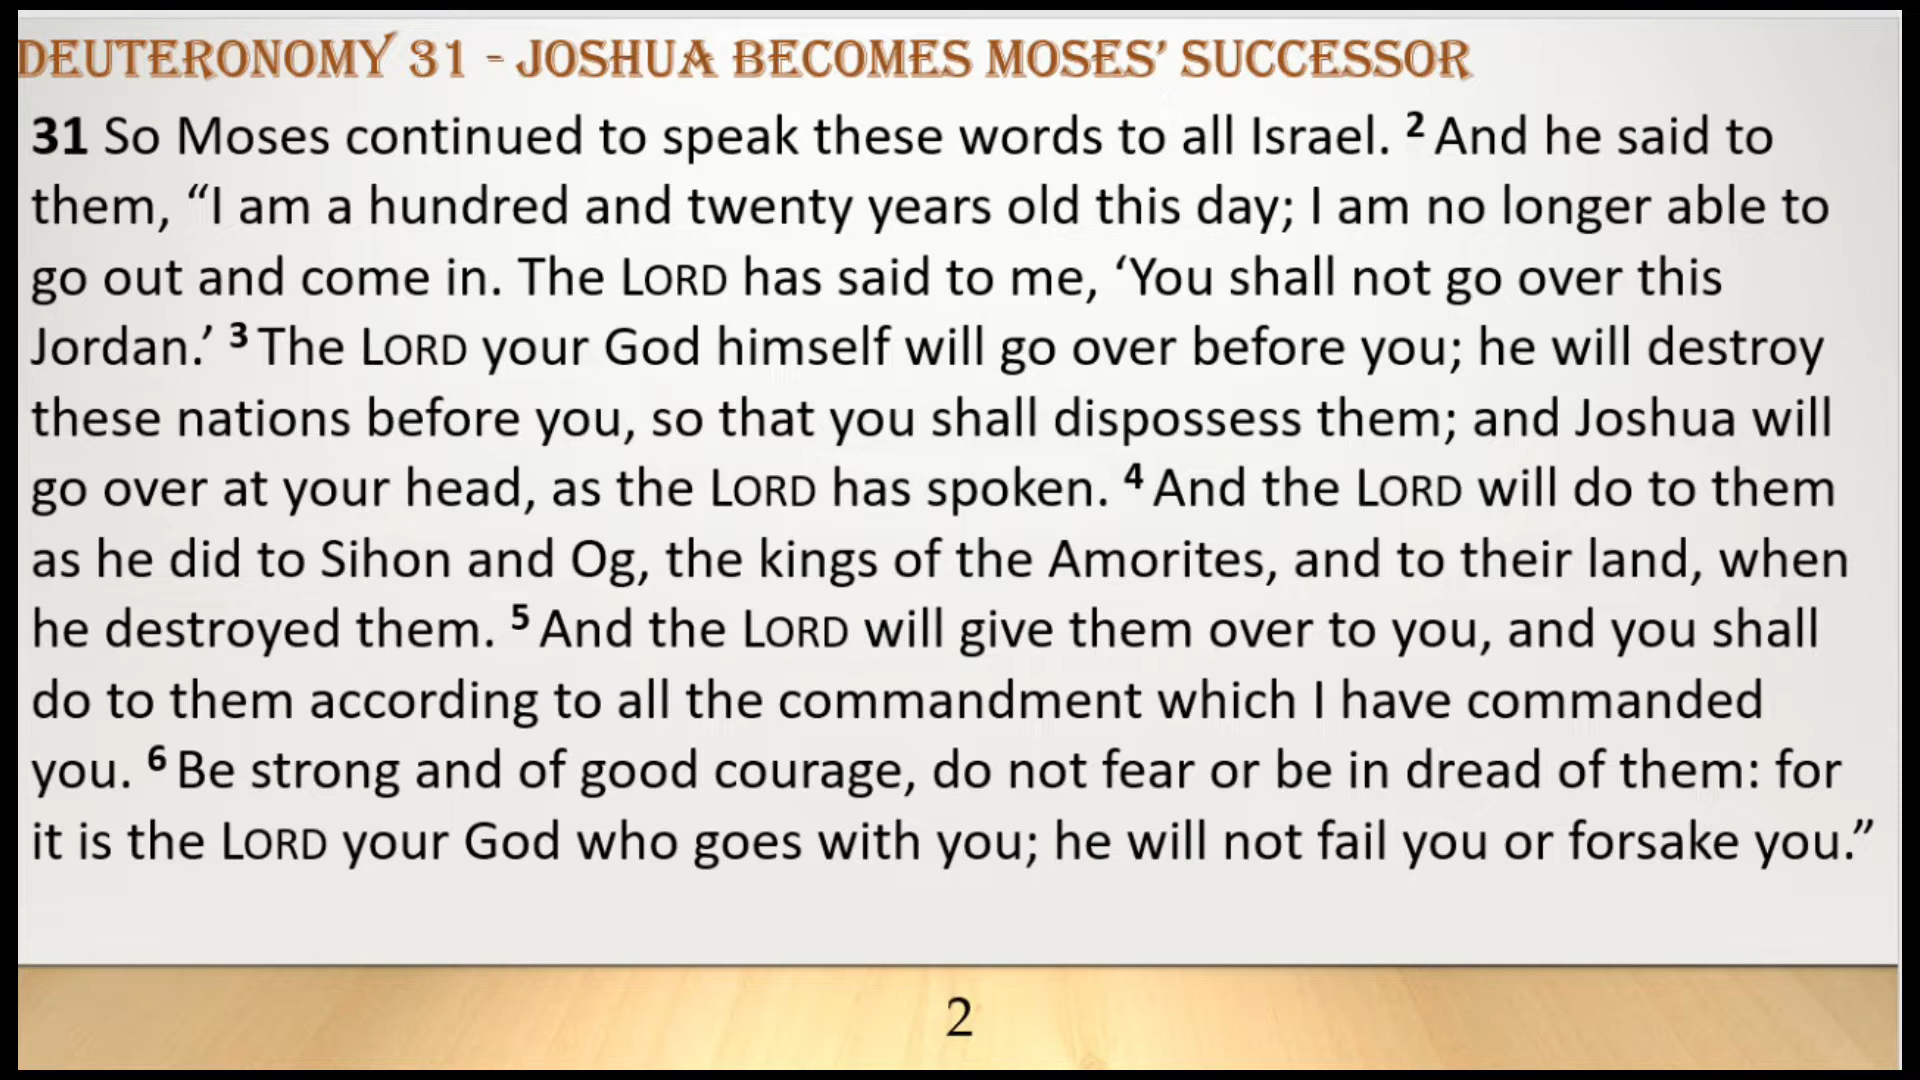 DEUTERONOMY 31 - JOSHUA BECOMES MOSES’ SUCCESSOR
31 So Moses continued to speak these words to all Israel. 2 And he said to
them, “I am a hundred and twenty years old this day; I am no longer able to
go out and come in. The LORD has said to me, ‘You shall not go over this
Jordan.’ 3 The LORD your God himself will go over before you; he will destroy
these nations before you, so that you shall dispossess them; and Joshua will
go over at your head, as the LORD has spoken. 4 And the LORD will do to them
as he did to Sihon and Og, the kings of the Amorites, and to their land, when
he destroyed them. 5 And the LORD will give them over to you, and you shall
do to them according to all the commandment which I have commanded
you. 6 Be strong and of good courage, do not fear or be in dread of them: for
it is the LORD your God who goes with you; he will not fail you or forsake you.”
2